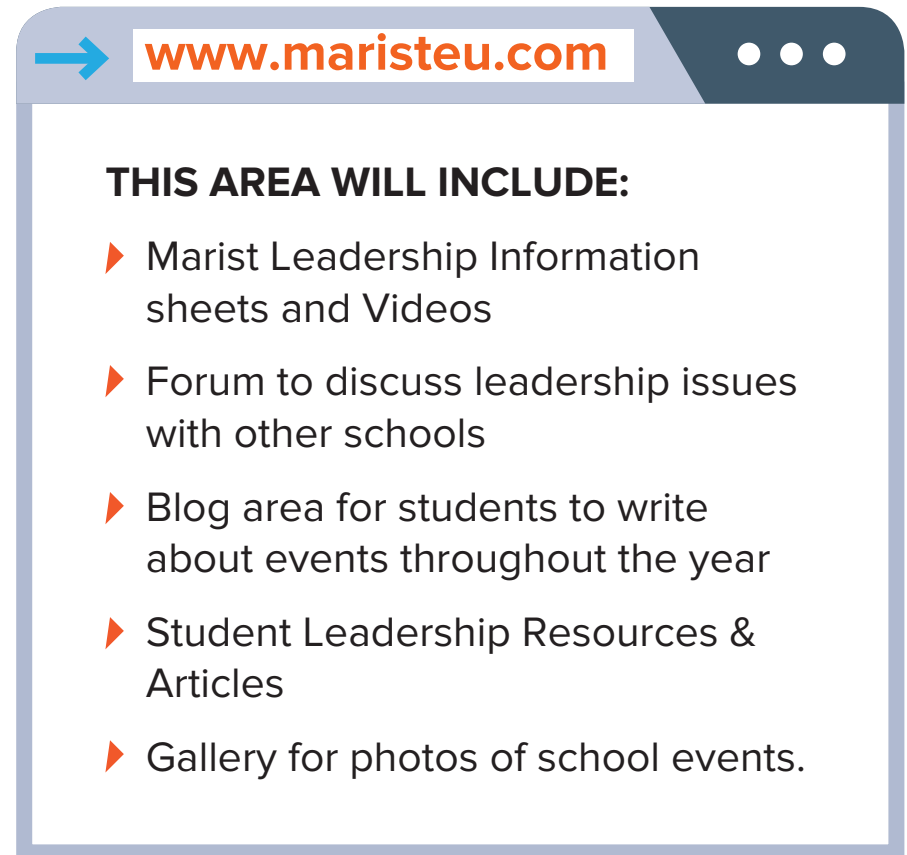 www.maristeu.com
THIS AREA WILL INCLUDE:
Marist Leadership Information
sheets and Videos
Forum to discuss leadership issues
with other schools
Blog area for students to write
about events throughout the year
Student Leadership Resources &
Articles
Gallery for photos of school events.